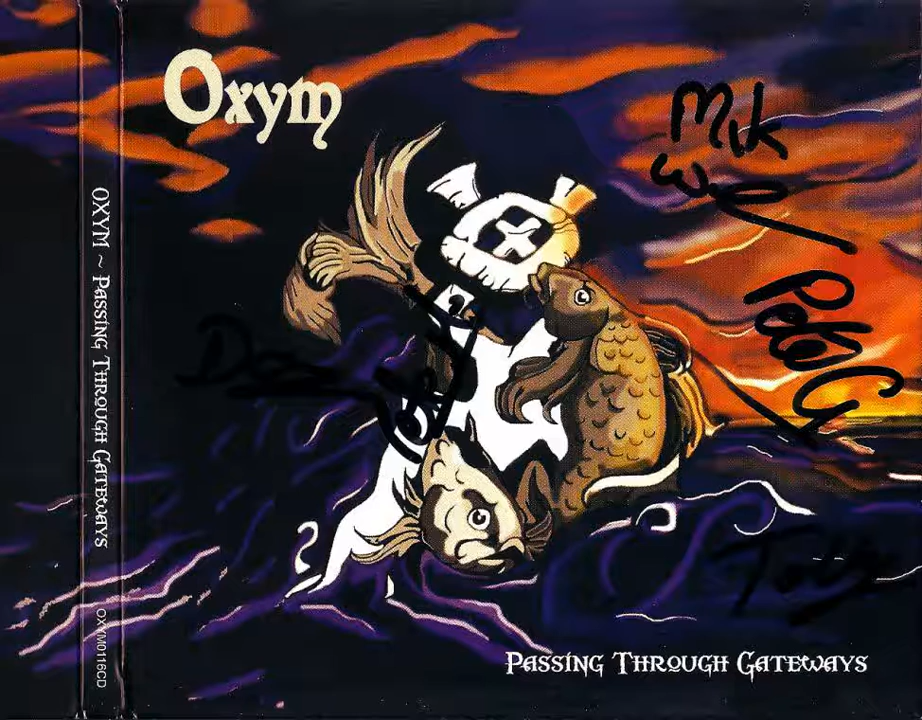 Oxym
OXYM ~ PASSING THROUGH GATEWAYS
OXYM0116CD
Mik
Pete G
PASSING THROUGH GATEWAYS